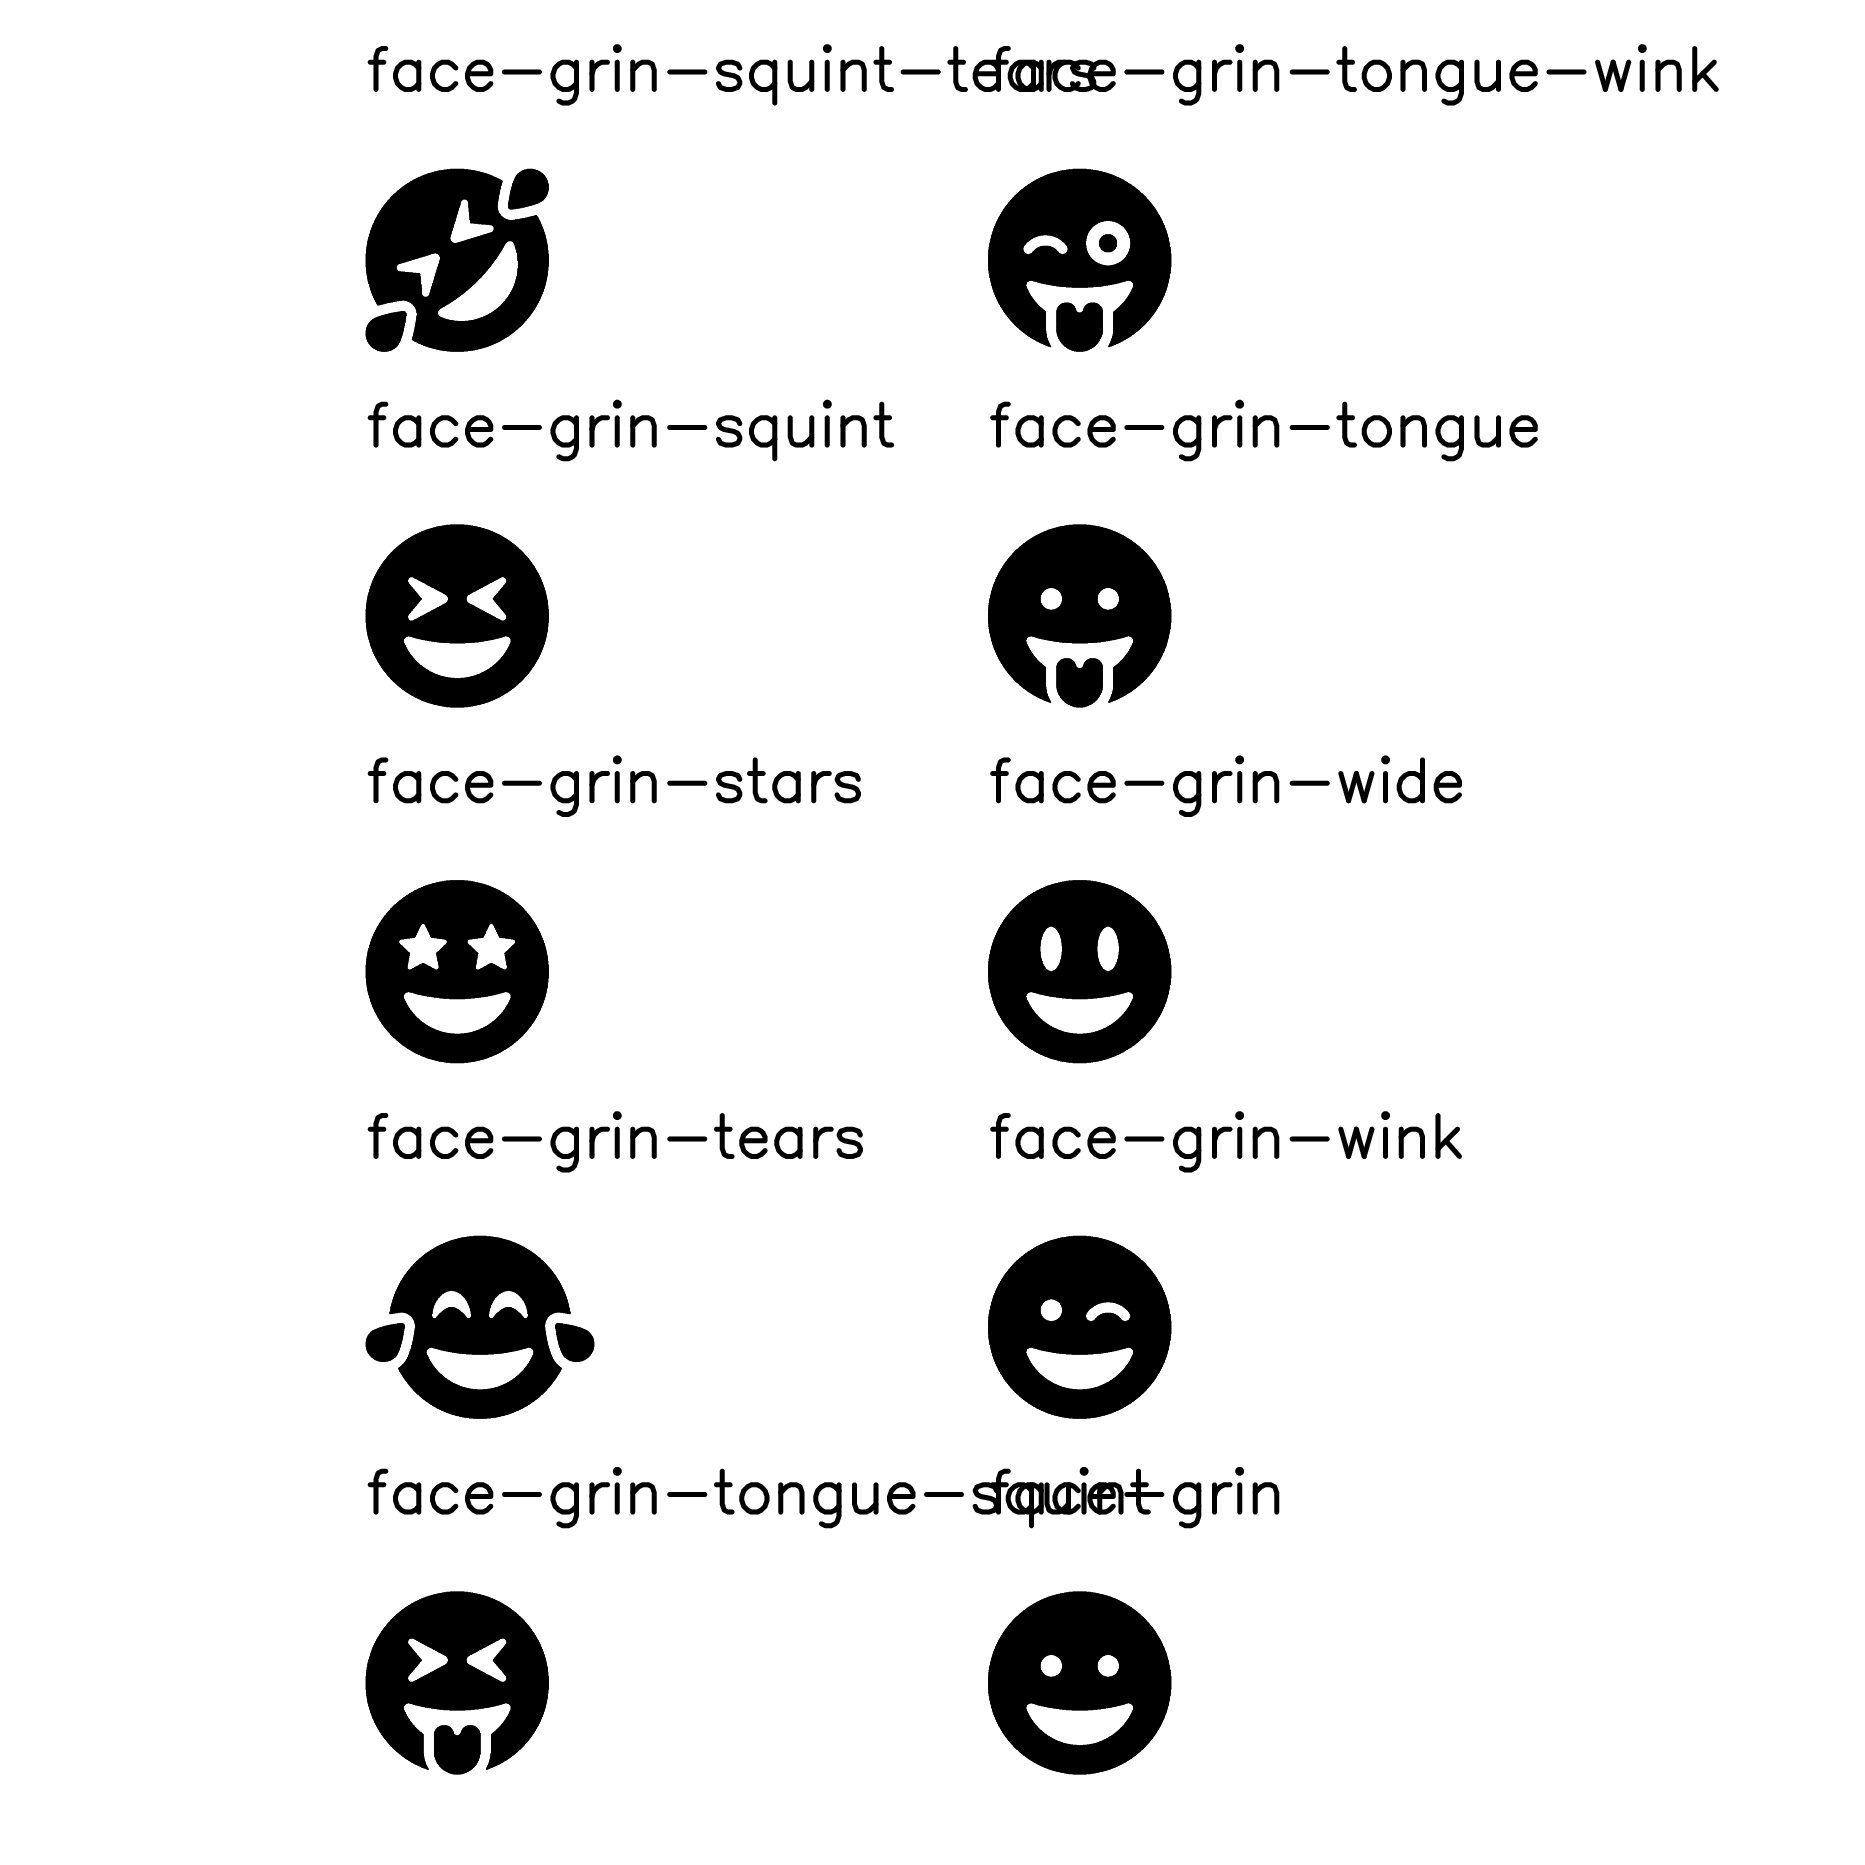 face-grin-squint-tears face-grin-tongue-wink
face-grin-squint face-grin-tongue
face-grin-stars face-grin-wide
face-grin-tears face-grin-wink
face-grin-tongue-squint face-grin